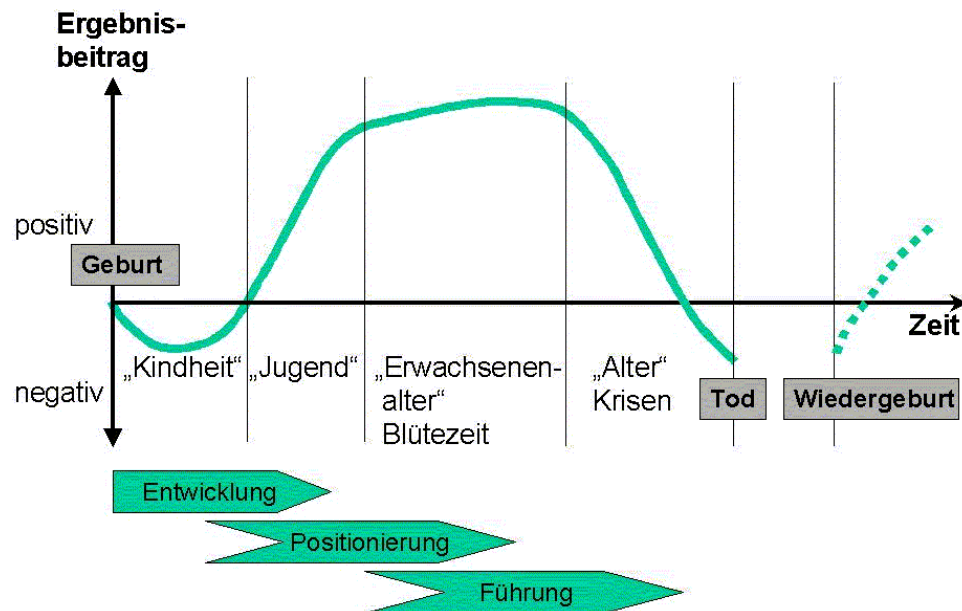 Ergebnis-
beitrag
positiv
Geburt
Zeit
negativ
„Kindheit“
„Jugend“
„Erwachsenen-
alter“
Blütezeit
„Alter“
Krisen
Tod
Wiedergeburt
Entwicklung
Positionierung
Führung